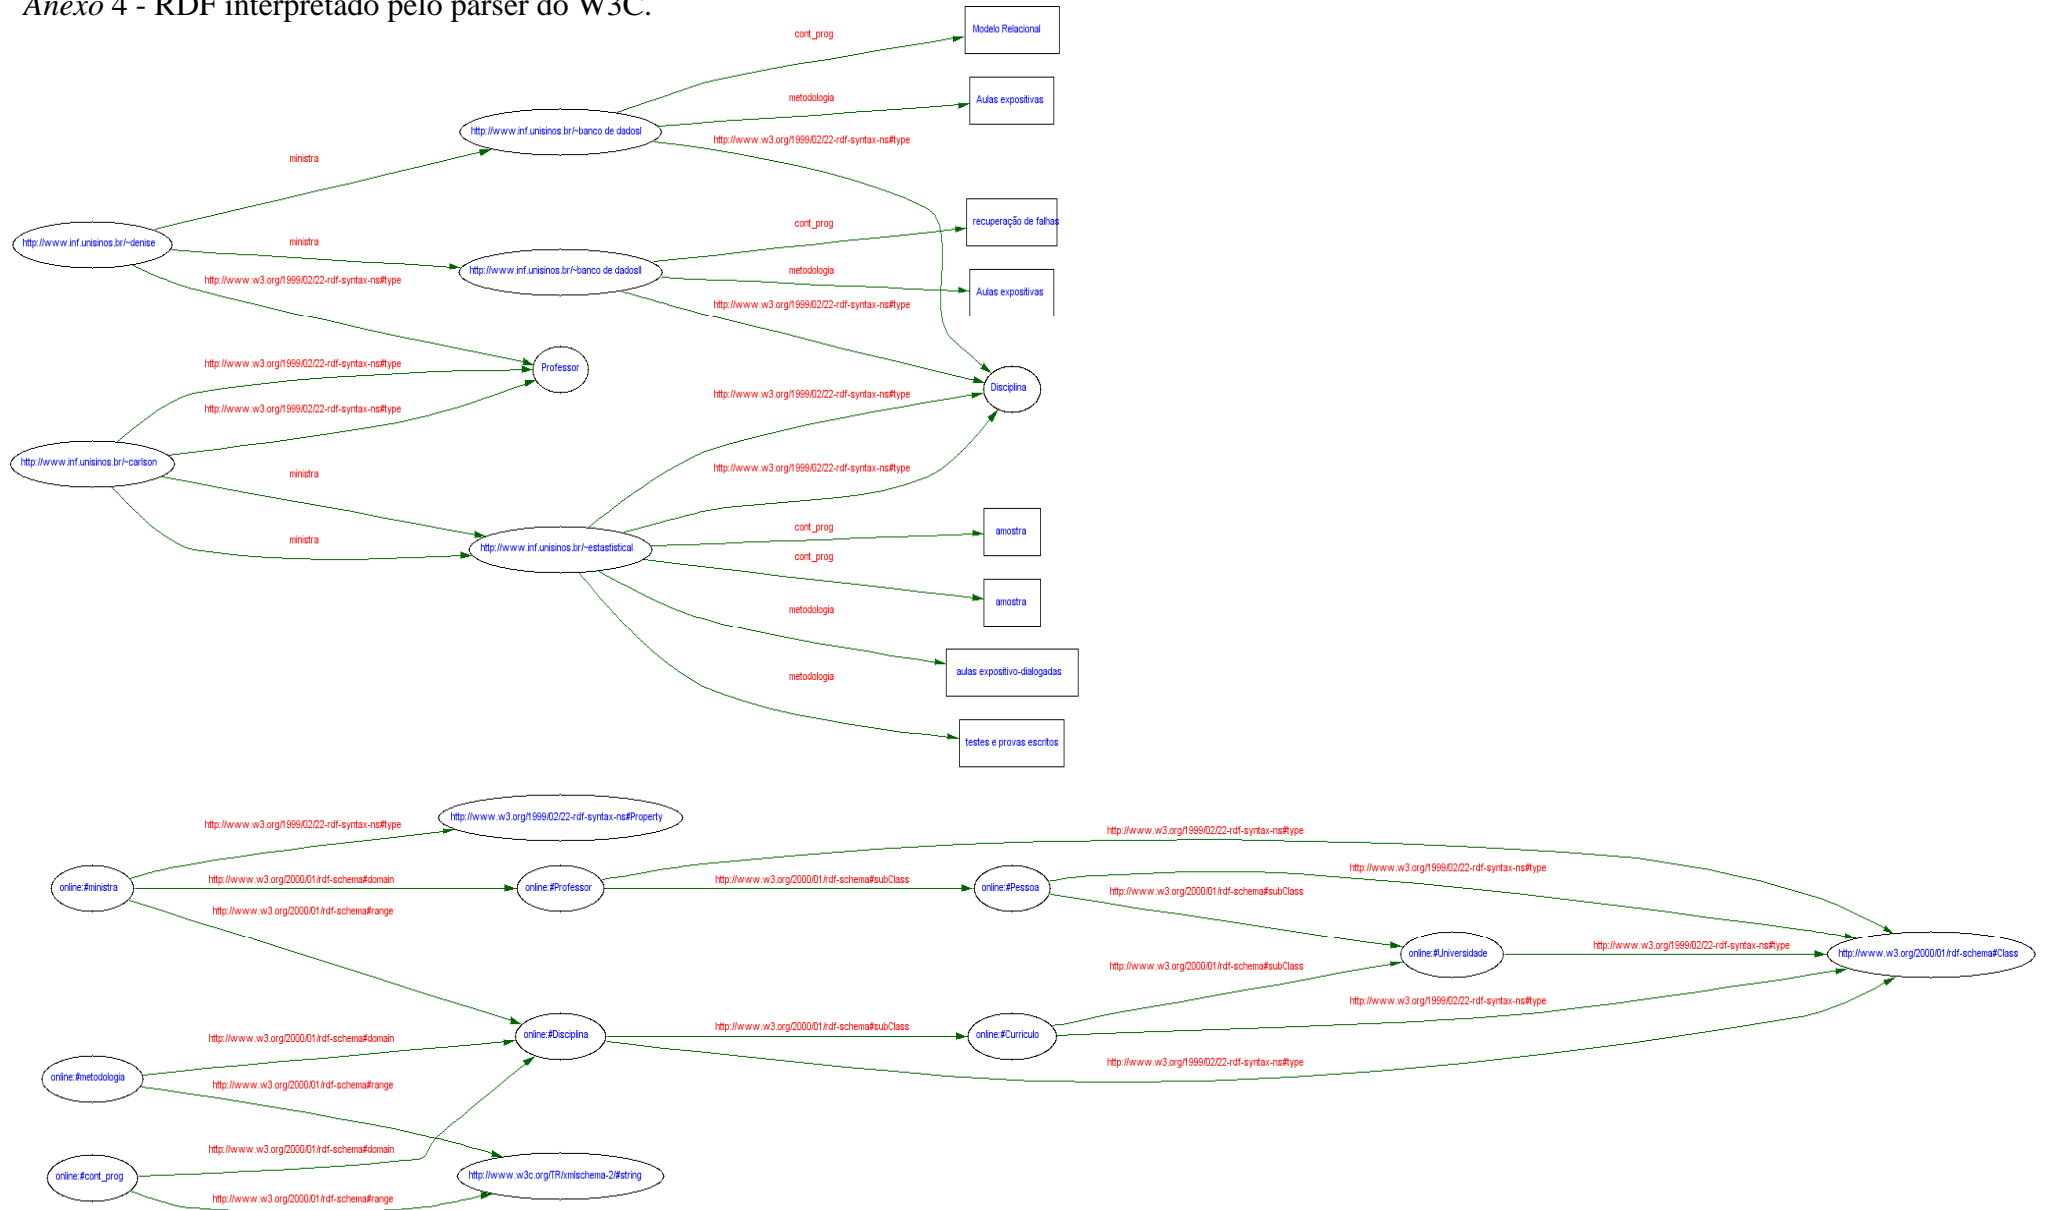 Anexo 4 - RDF interpretado pelo parser do W3C.
cont_prog
Modelo Relacional
metodologia
Aulas expositivas
http://www.inf.unisinos.br/~banco de dadosI
http://www.w3.org/1999/02/22-rdf-syntax-ns#type
ministra
http://www.inf.unisinos.br/~denise
ministra
http://www.w3.org/1999/02/22-rdf-syntax-ns#type
cont_prog
recuperação de falhas
http://www.inf.unisinos.br/~banco de dadosII
metodologia
Aulas expositivas
http://www.w3.org/1999/02/22-rdf-syntax-ns#type
http://www.w3.org/1999/02/22-rdf-syntax-ns#type
Professor
http://www.w3.org/1999/02/22-rdf-syntax-ns#type
Disciplina
http://www.w3.org/1999/02/22-rdf-syntax-ns#type
http://www.inf.unisinos.br/~carlson
ministra
http://www.w3.org/1999/02/22-rdf-syntax-ns#type
ministra
http://www.inf.unisinos.br/~estastisticaI
cont_prog
amostra
cont_prog
amostra
metodologia
aulas expositivo-dialogadas
metodologia
testes e provas escritos
http://www.w3.org/1999/02/22-rdf-syntax-ns#type
http://www.w3.org/1999/02/22-rdf-syntax-ns#Property
http://www.w3.org/1999/02/22-rdf-syntax-ns#type
online:#ministra
http://www.w3.org/2000/01/rdf-schema#domain
online:#Professor
http://www.w3.org/2000/01/rdf-schema#subClass
online:#Pessoa
http://www.w3.org/1999/02/22-rdf-syntax-ns#type
http://www.w3.org/2000/01/rdf-schema#subClass
http://www.w3.org/2000/01/rdf-schema#range
online:#Universidade
http://www.w3.org/1999/02/22-rdf-syntax-ns#type
http://www.w3.org/2000/01/rdf-schema#Class
http://www.w3.org/2000/01/rdf-schema#subClass
http://www.w3.org/1999/02/22-rdf-syntax-ns#type
online:#Disciplina
http://www.w3.org/2000/01/rdf-schema#subClass
online:#Curriculo
http://www.w3.org/1999/02/22-rdf-syntax-ns#type
http://www.w3.org/2000/01/rdf-schema#domain
online:#metodologia
http://www.w3.org/2000/01/rdf-schema#range
http://www.w3.org/2000/01/rdf-schema#domain
online:#cont_prog
http://www.w3c.org/TR/xmlschema-2/#string
http://www.w3.org/2000/01/rdf-schema#range